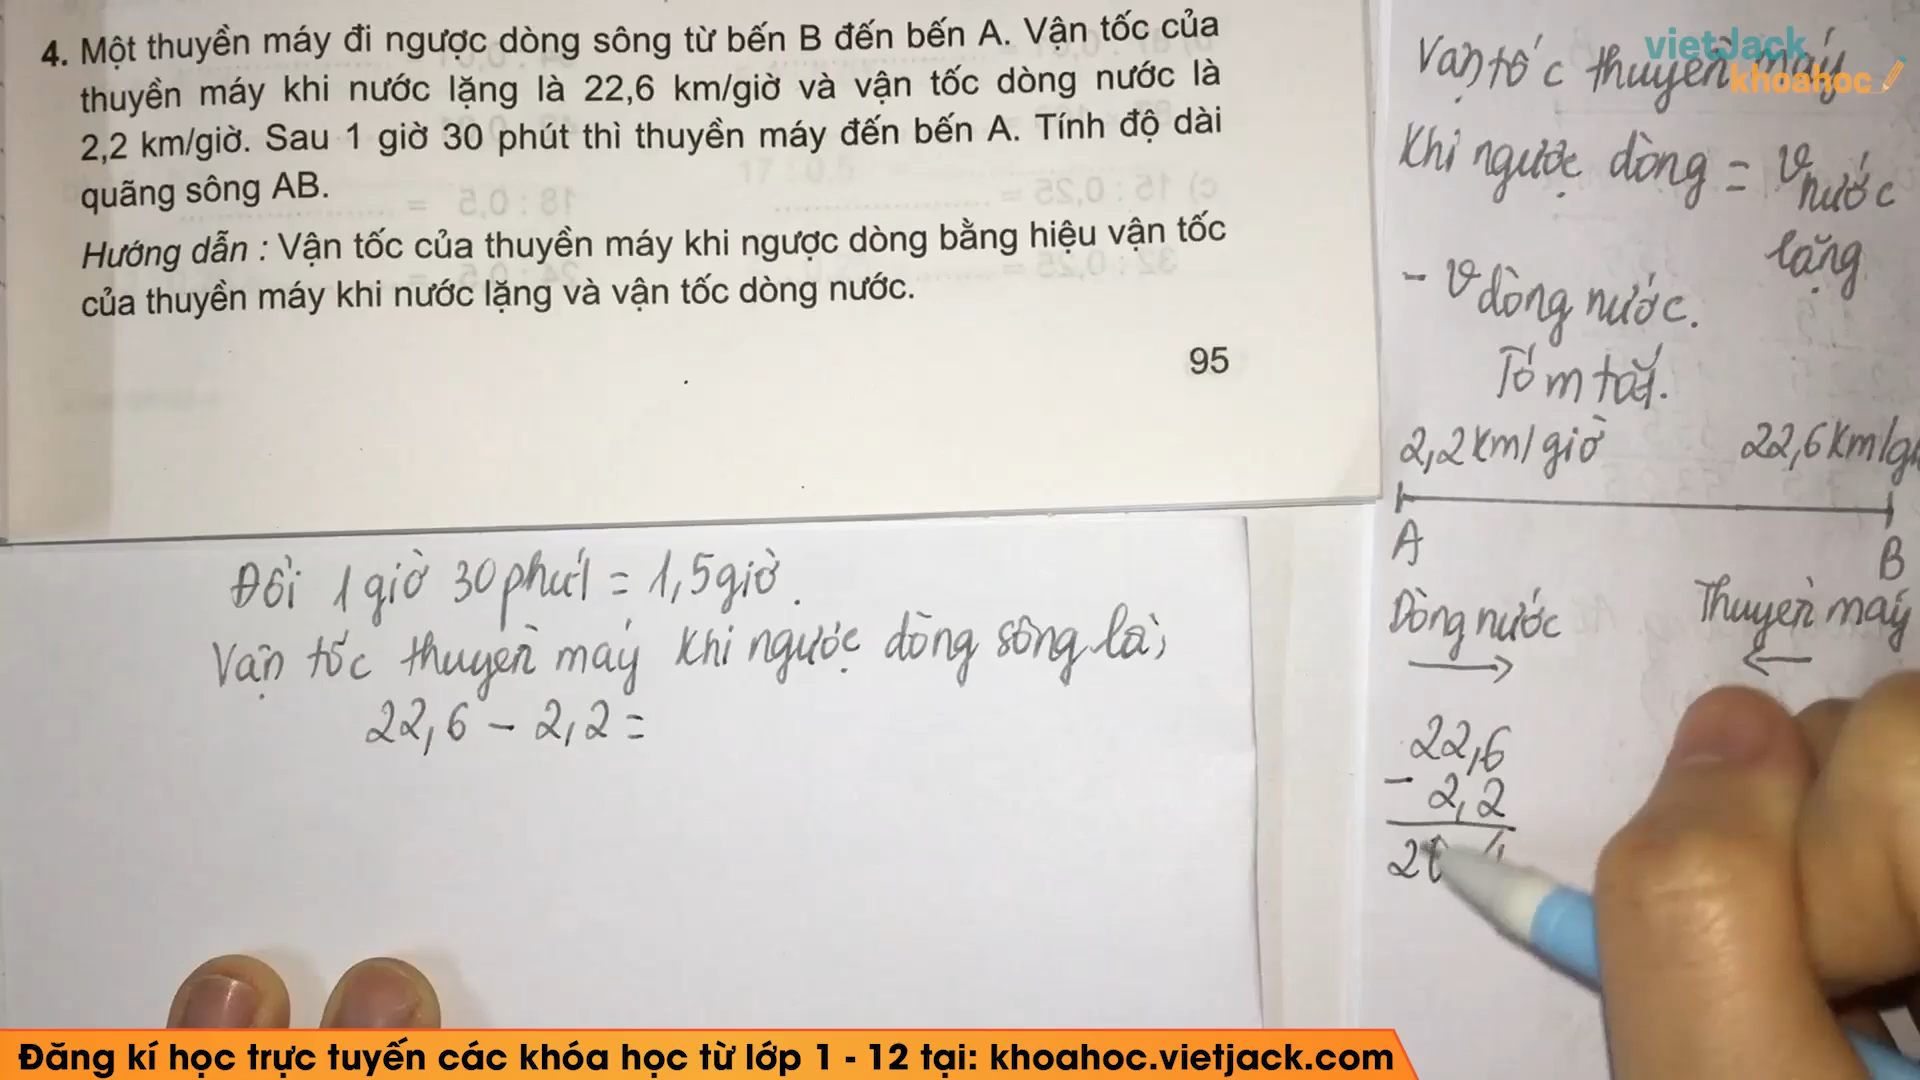 4. Một thuyền máy đi ngược dòng sông từ bến B đến bến A. Vận tốc của
thuyền máy khi nước lặng là 22,6 km/giờ và vận tốc dòng nước là
2,2 km/giờ. Sau 1 giờ 30 phút thì thuyền máy đến bến A. Tính độ dài
quãng sông AB.
Hướng dẫn : Vận tốc của thuyền máy khi ngược dòng bằng hiệu vận tốc
của thuyền máy khi nước lặng và vận tốc dòng nước.
95
Đổi 1 giờ 30 phút = 1,5 giờ.
Vận tốc thuyền máy khi ngược dòng sông là;
22,6 - 2,2 =
vietJack
khoahoc
Vận tốc thuyền máy
Khi ngược dòng = v nước
lặng
- v dòng nước.
Tóm tắt.
2,2 km/giờ 22,6 km/gi
A B
Dòng nước Thuyền máy
22,6
- 2,2
Đăng kí học trực tuyến các khóa học từ lớp 1 - 12 tại: khoahoc.vietjack.com